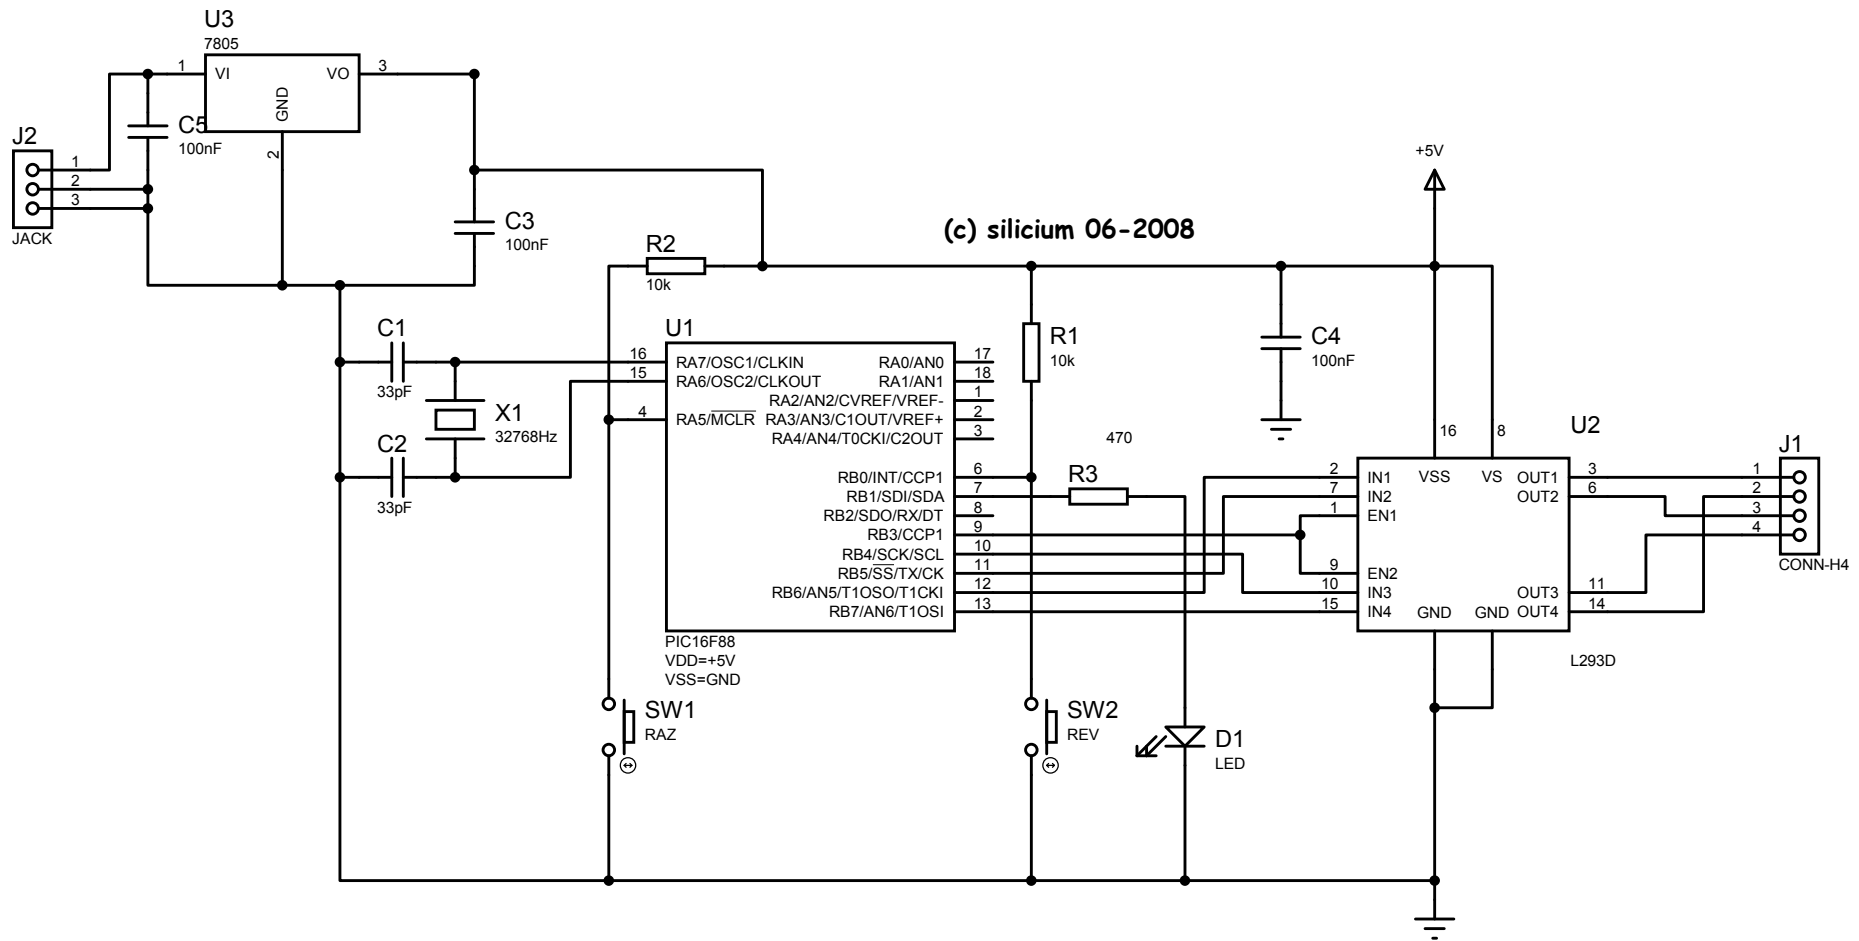 U3
7805
1
VI
VO
3
GND
2
C5
100nF
J2
1
2
3
JACK
C3
100nF
+5V
(c) silicium 06-2008
R2
10k
C1
33pF
X1
32768Hz
C2
33pF
U1
16
RA7/OSC1/CLKIN
15
RA6/OSC2/CLKOUT
4
RA5/MCLR
RA0/AN0
17
RA1/AN1
18
RA2/AN2/CVREF/VREF-
1
RA3/AN3/C1OUT/VREF+
2
RA4/AN4/T0CKI/C2OUT
3
RB0/INT/CCP1
6
RB1/SDI/SDA
7
RB2/SDO/RX/DT
8
RB3/CCP1
9
RB4/SCK/SCL
10
RB5/SS/TX/CK
11
RB6/AN5/T1OSO/T1CKI
12
RB7/AN6/T1OSI
13
PIC16F88
VDD=+5V
VSS=GND
R1
10k
470
R3
C4
100nF
U2
16
8
VSS
VS
2
IN1
7
IN2
1
EN1
9
EN2
10
IN3
15
IN4
OUT1
3
OUT2
6
OUT3
11
OUT4
14
GND
GND
L293D
J1
1
2
3
4
CONN-H4
SW1
RAZ
SW2
REV
D1
LED